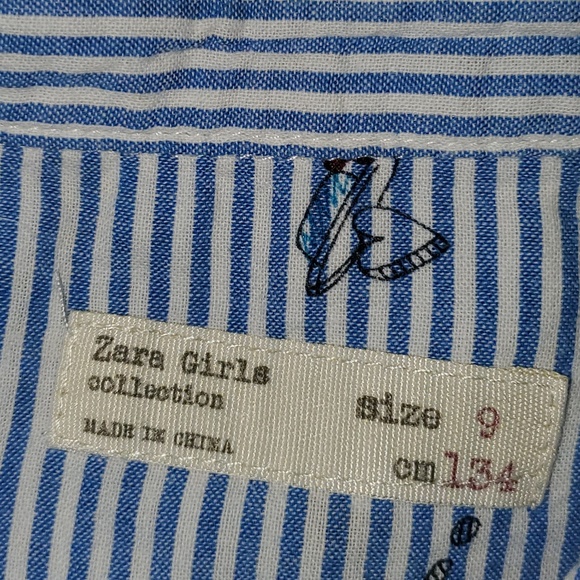 Zara Girls
collection
MADE IN CHINA
size 9
cm 134